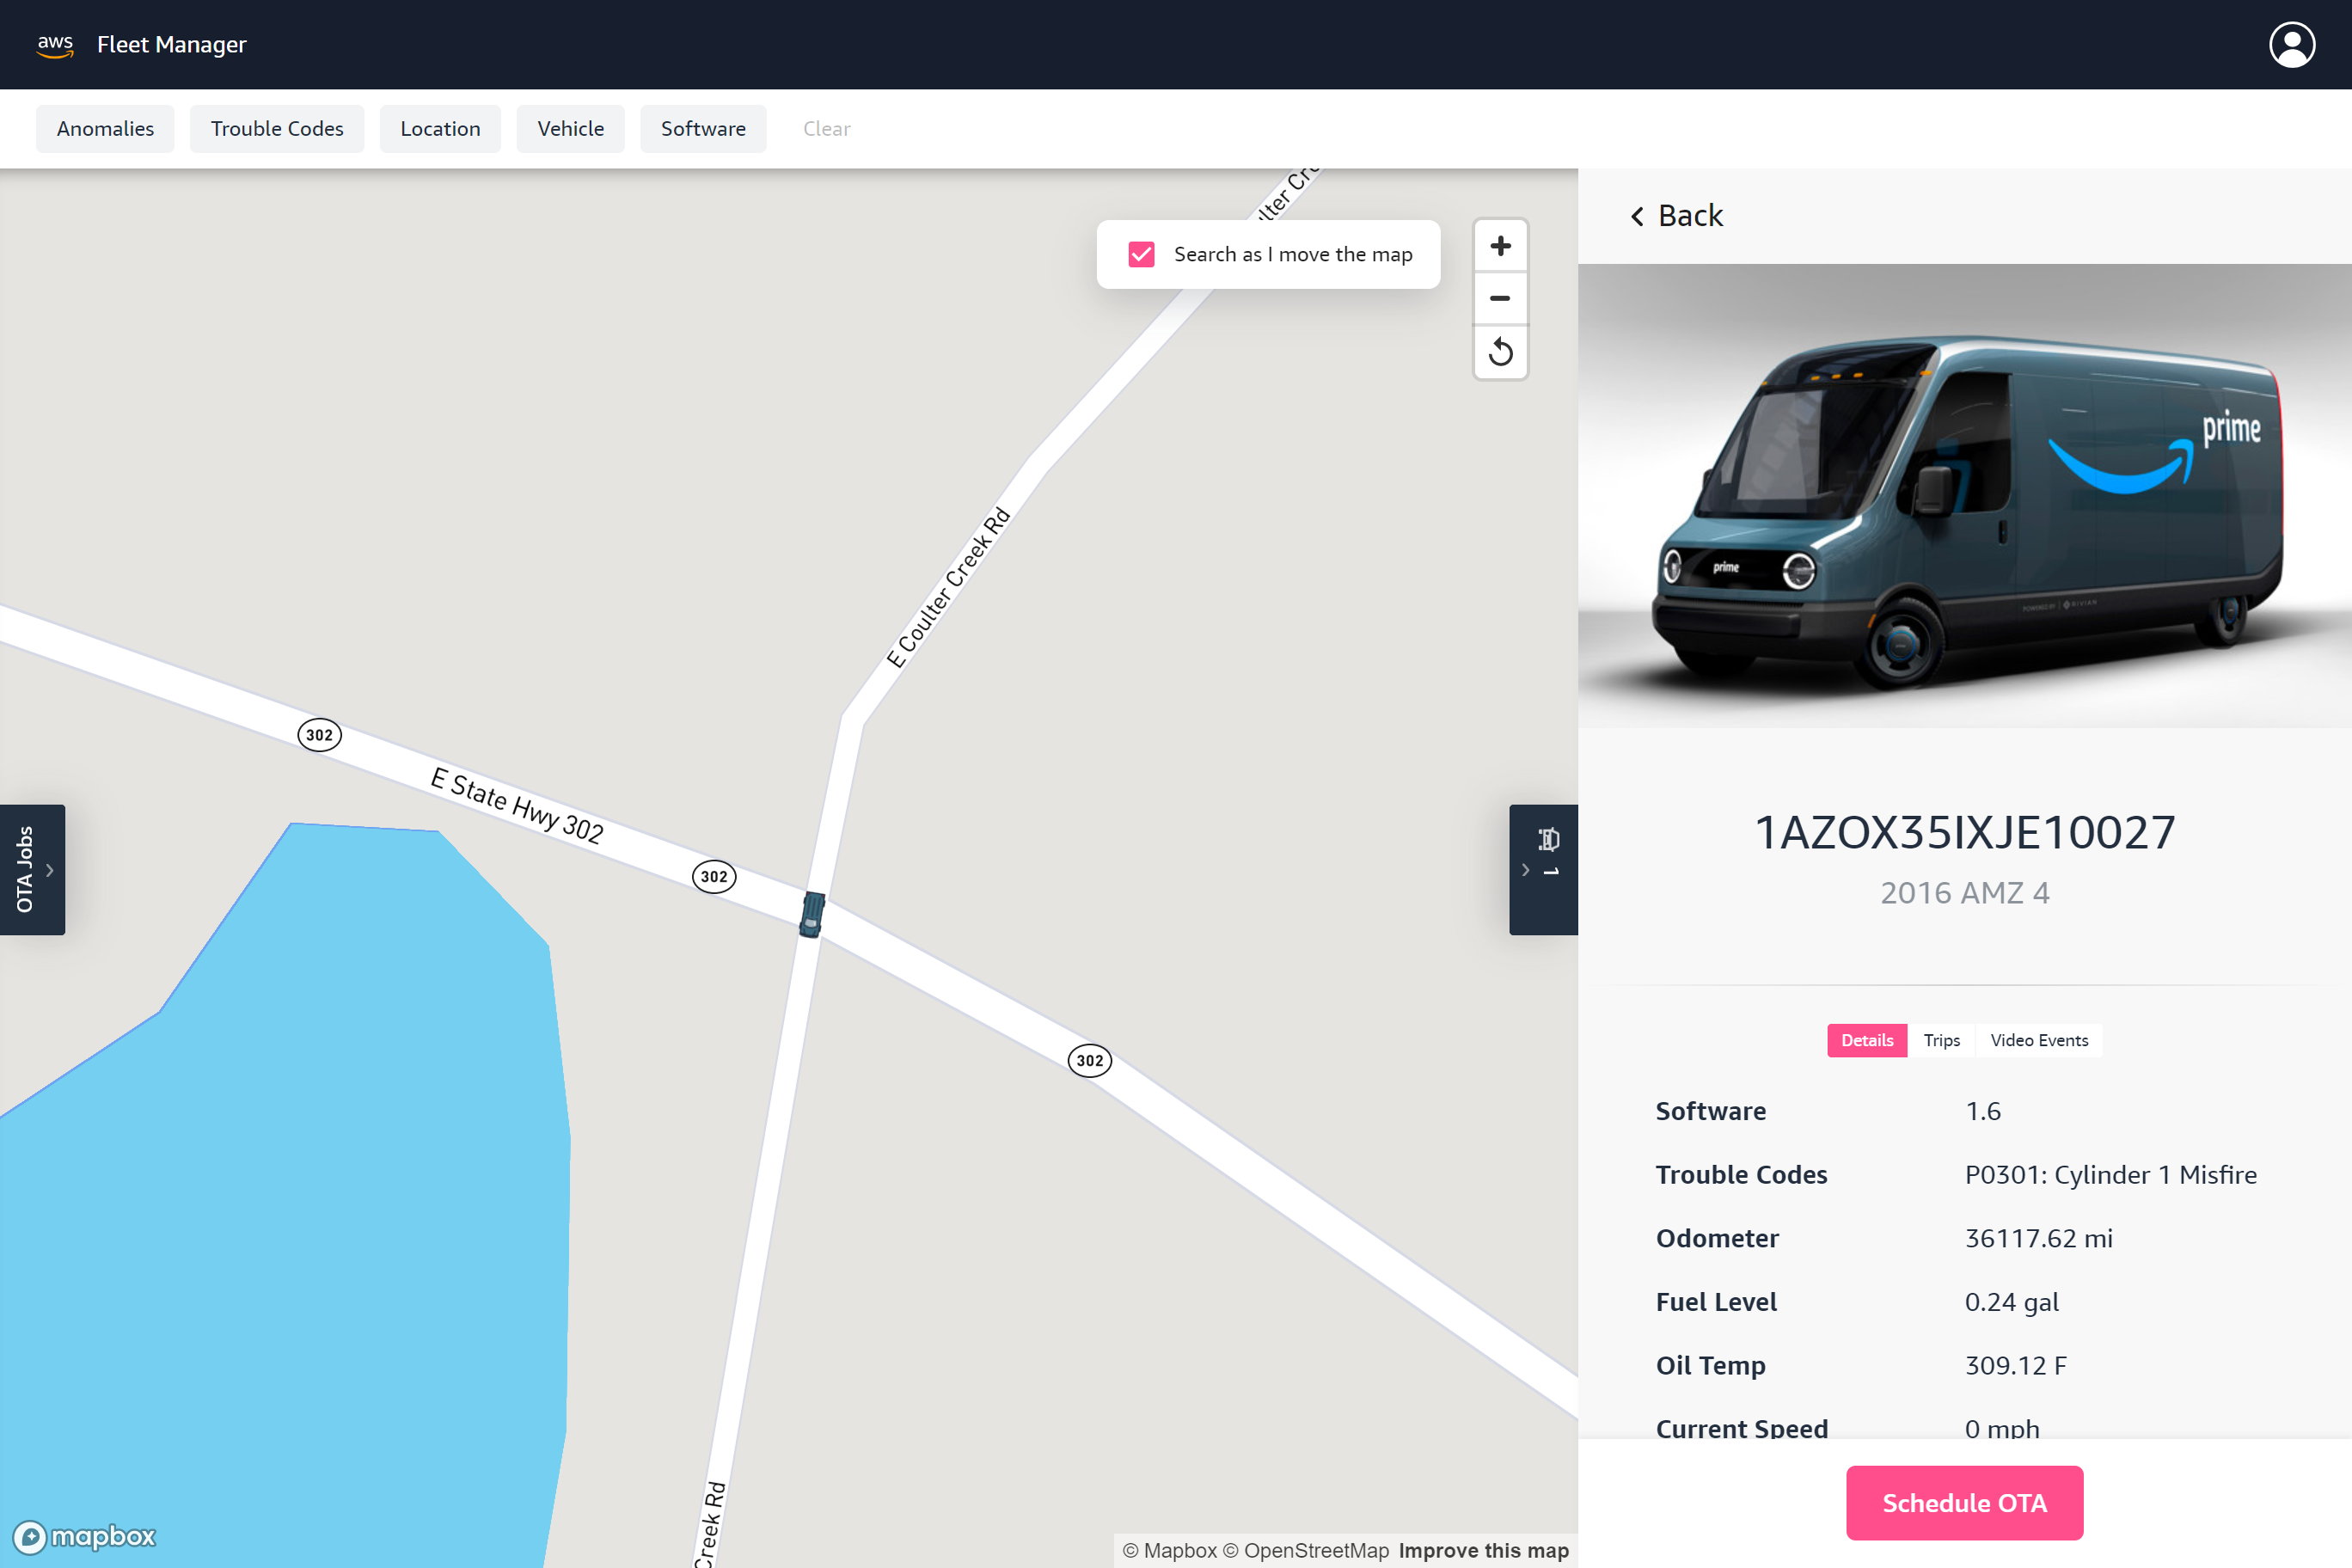 aws Fleet Manager
Anomalies Trouble Codes Location Vehicle Software Clear
Search as I move the map
E Coulter Creek Rd
302
E State Hwy 302
302
302
Creek Rd
OTA Jobs
1
mapbox
© Mapbox © OpenStreetMap Improve this map
Back
prime
prime
POWERED BY RIVIAN
1AZOX35IXJE10027
2016 AMZ 4
Details Trips Video Events
Software 1.6
Trouble Codes P0301: Cylinder 1 Misfire
Odometer 36117.62 mi
Fuel Level 0.24 gal
Oil Temp 309.12 F
Current Speed 0 mph
Schedule OTA